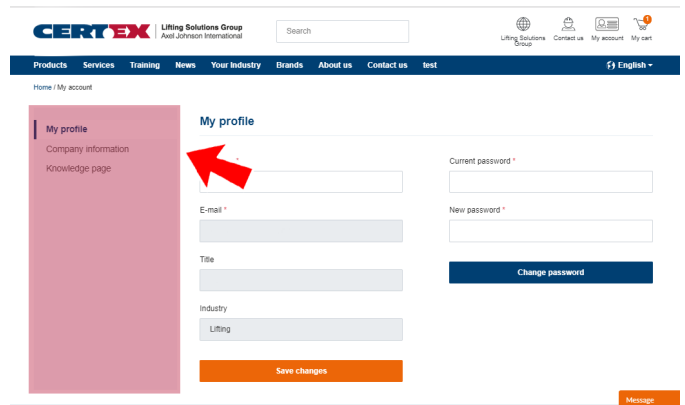 CERTEX
Lifting Solutions Group
Axel Johnson International
Search
Lifting Solutions Group
Contact us
My account
1
My cart
Products Services Training News Your Industry Brands About us Contact us test
English
Home / My account
My profile
Company information
Knowledge page
My profile
*
Current password *
E-mail *
New password *
Title
Change password
Industry
Lifting
Save changes
Message